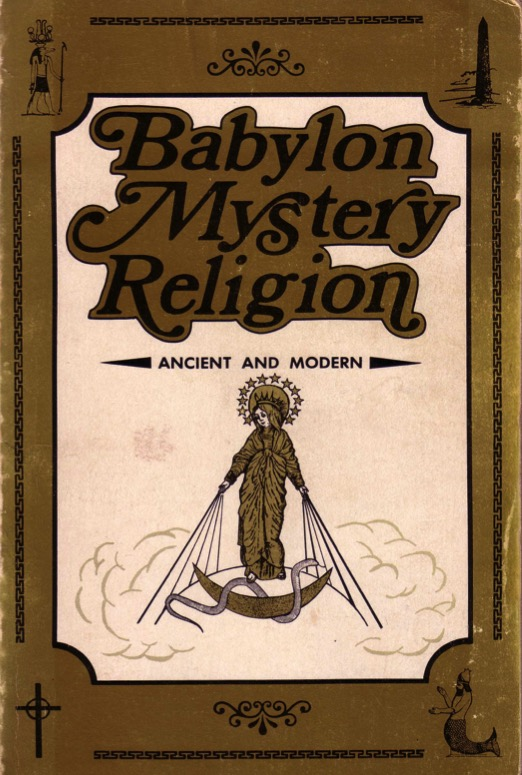 Babylon
Mystery
Religion
ANCIENT AND MODERN